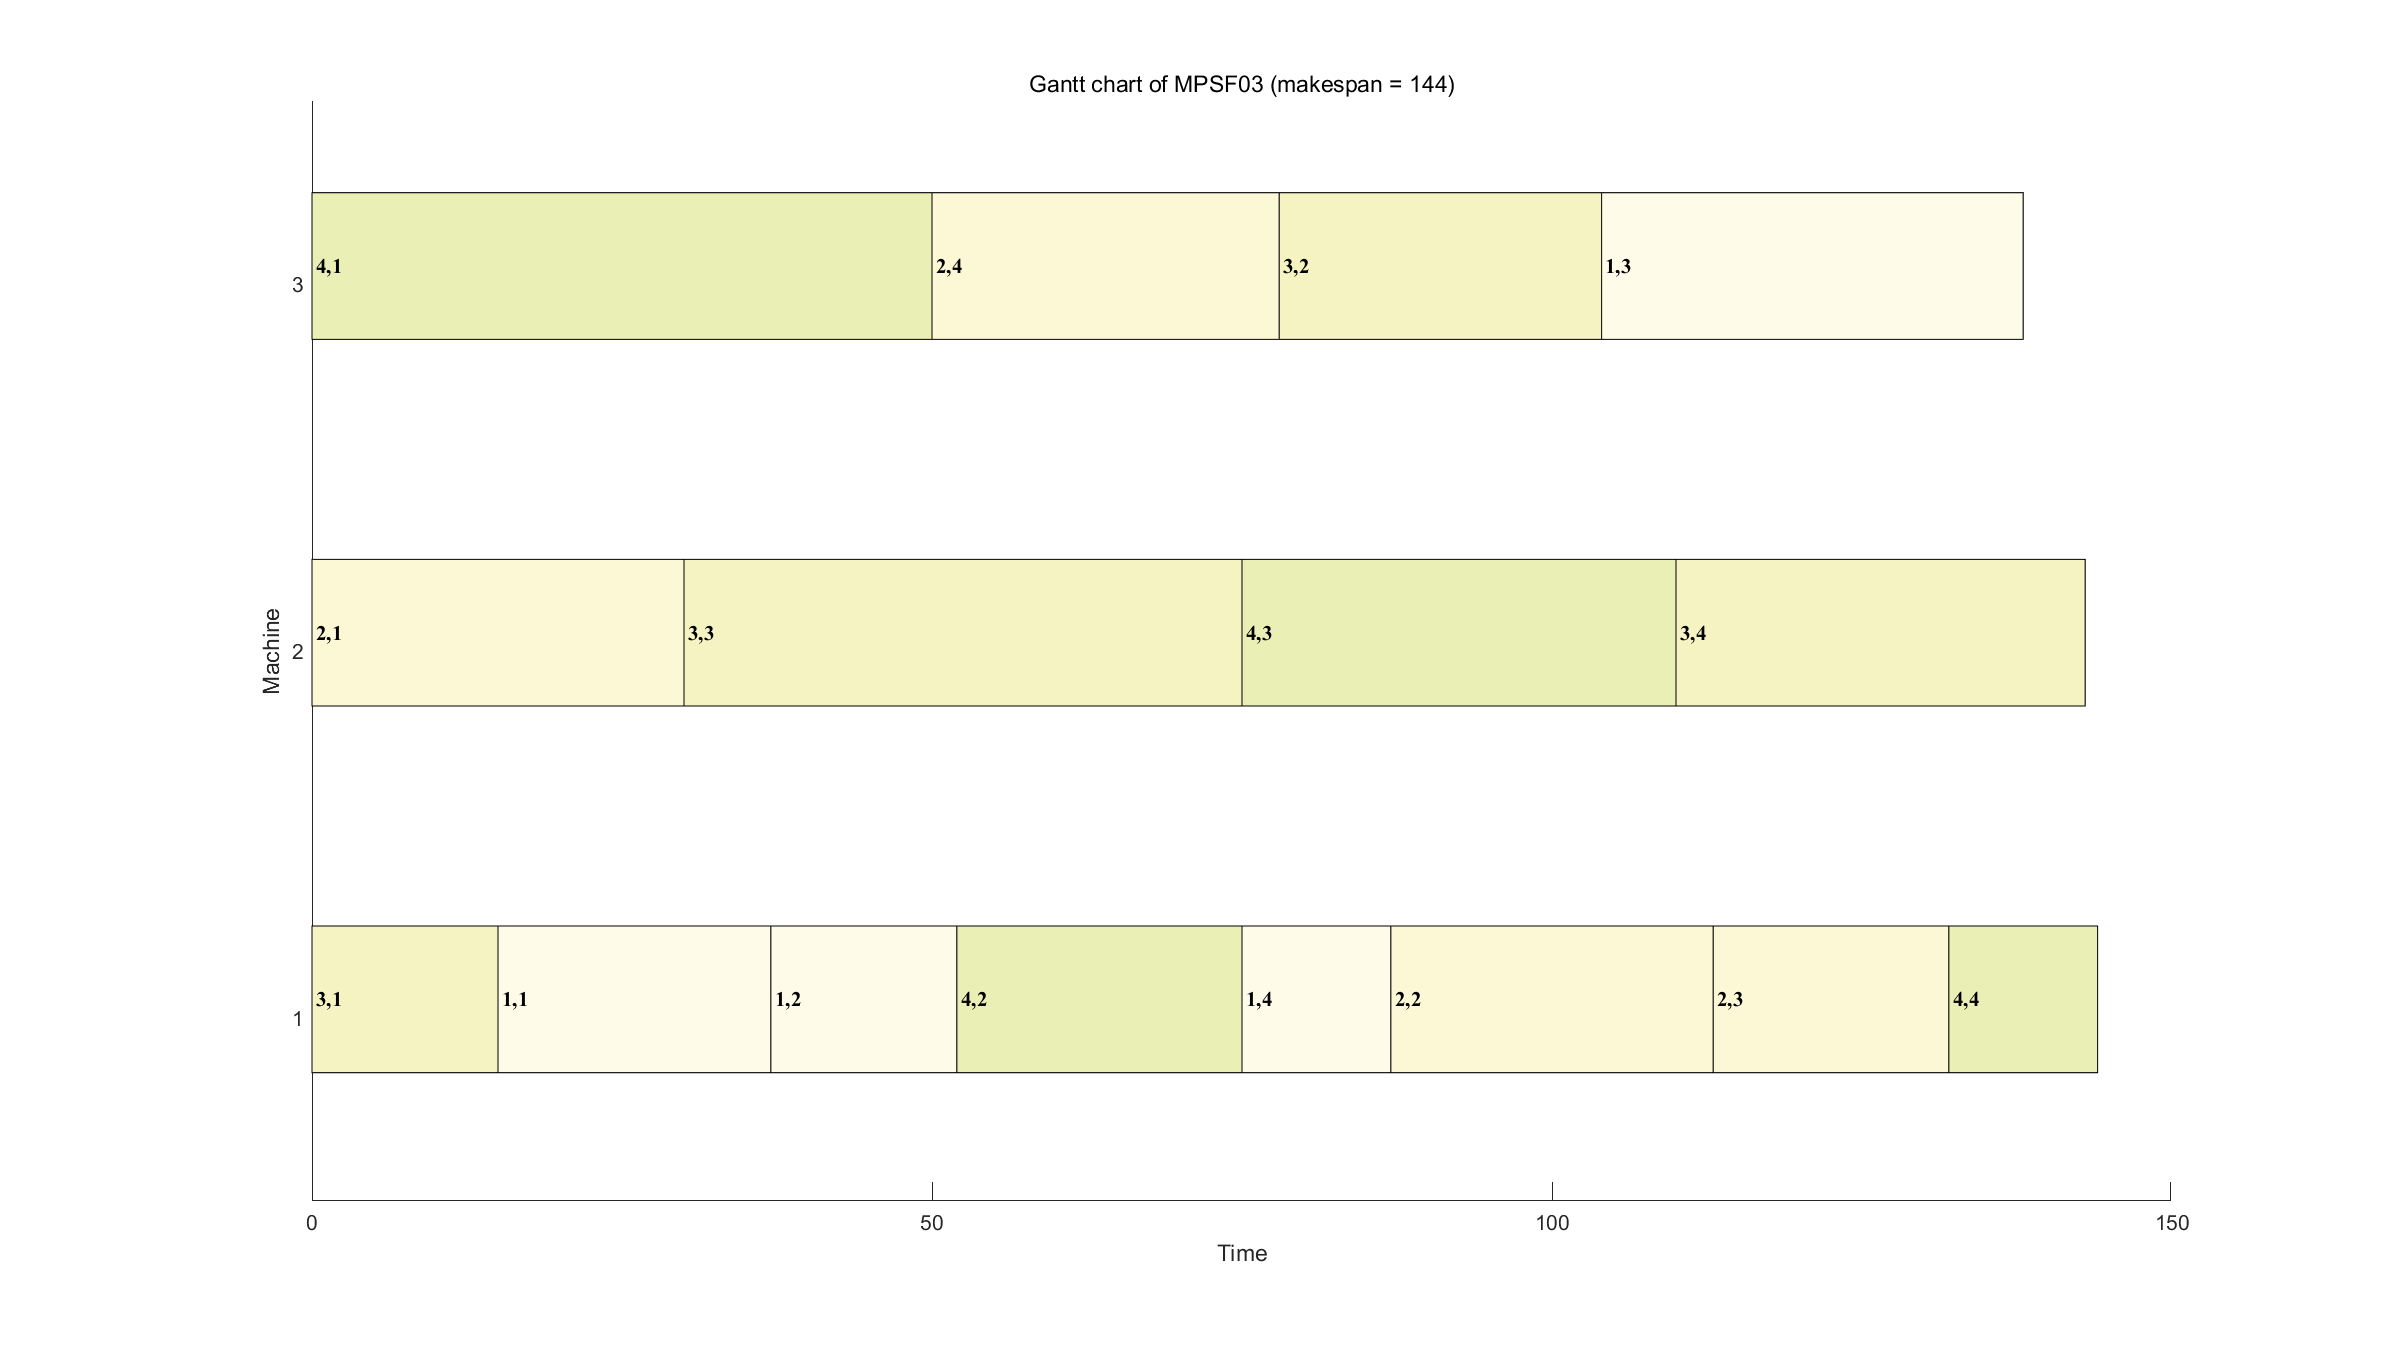 Gantt chart of MPSF03 (makespan = 144)
3
4,1 2,4 3,2 1,3
Machine
2
2,1 3,3 4,3 3,4
1
3,1 1,1 1,2 4,2 1,4 2,2 2,3 4,4
0 50 100 150
Time